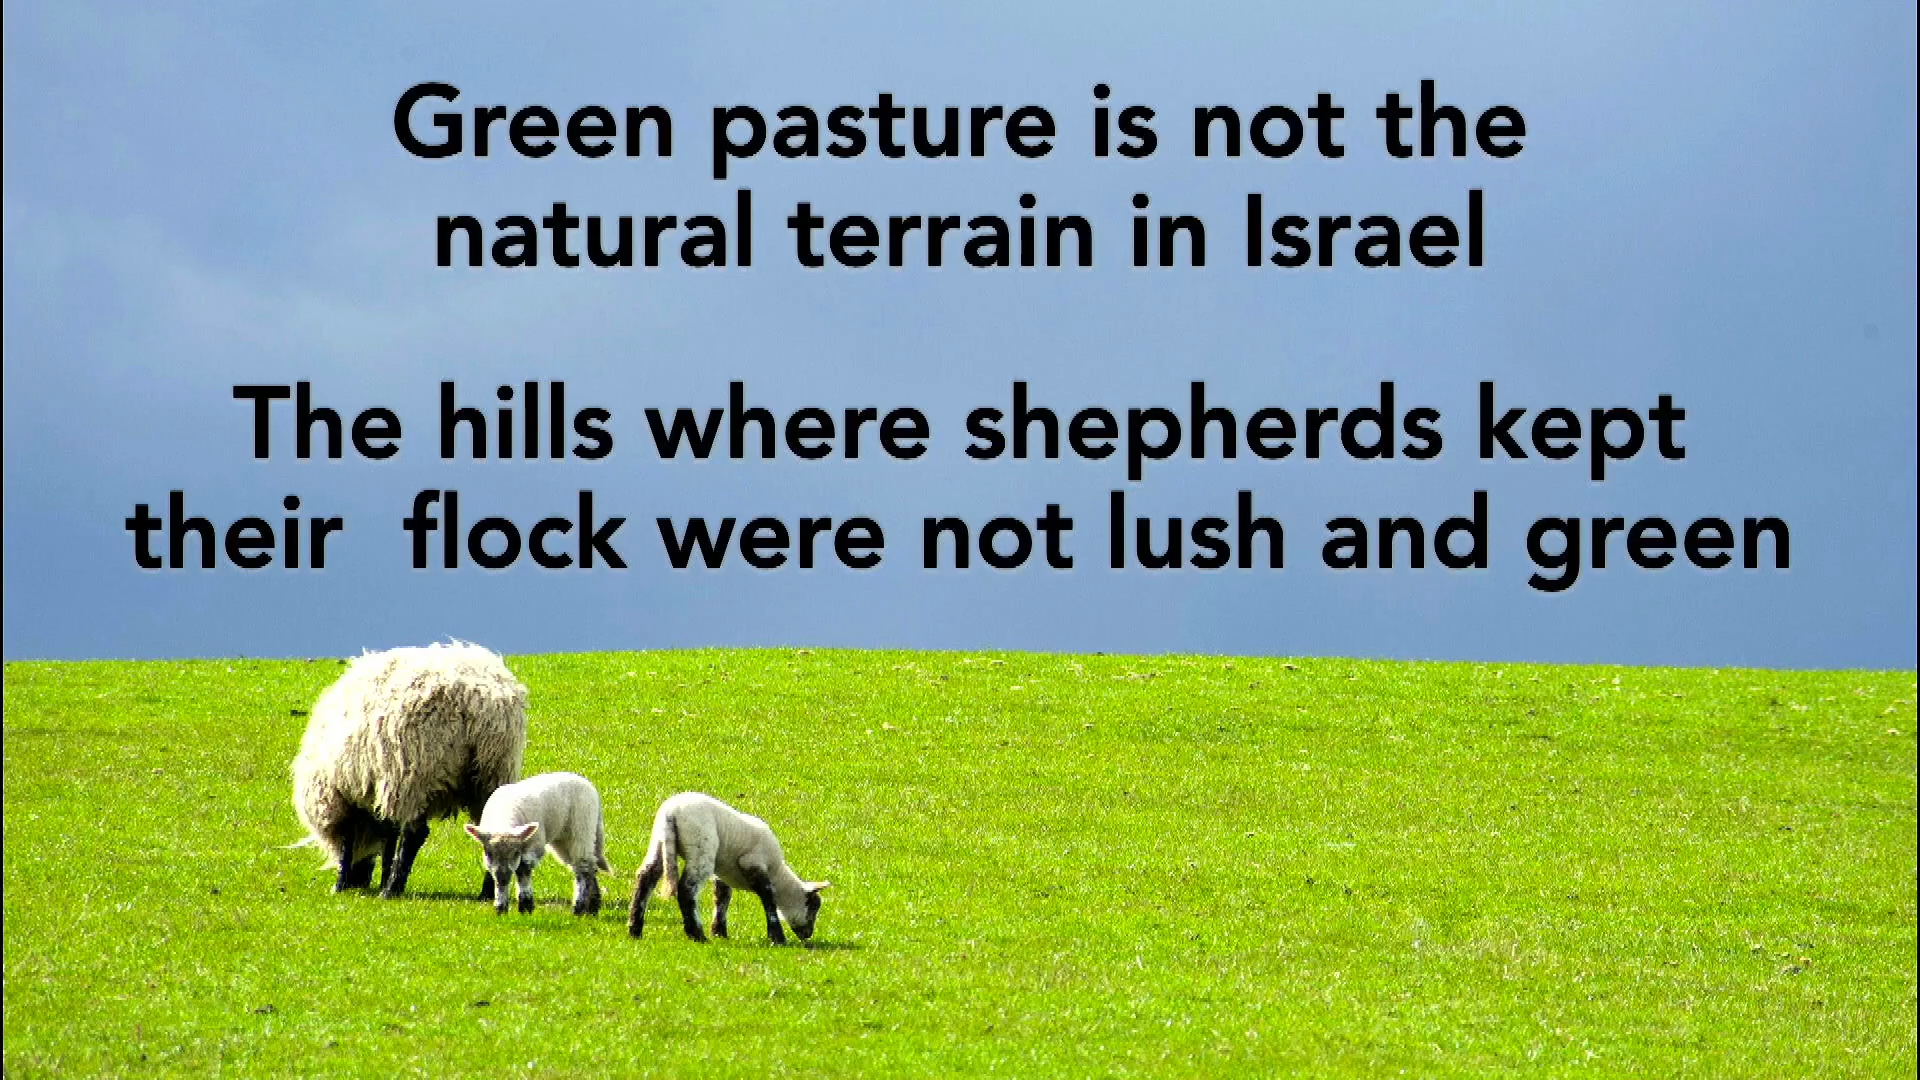 Green pasture is not the
natural terrain in Israel
The hills where shepherds kept
their  flock were not lush and green